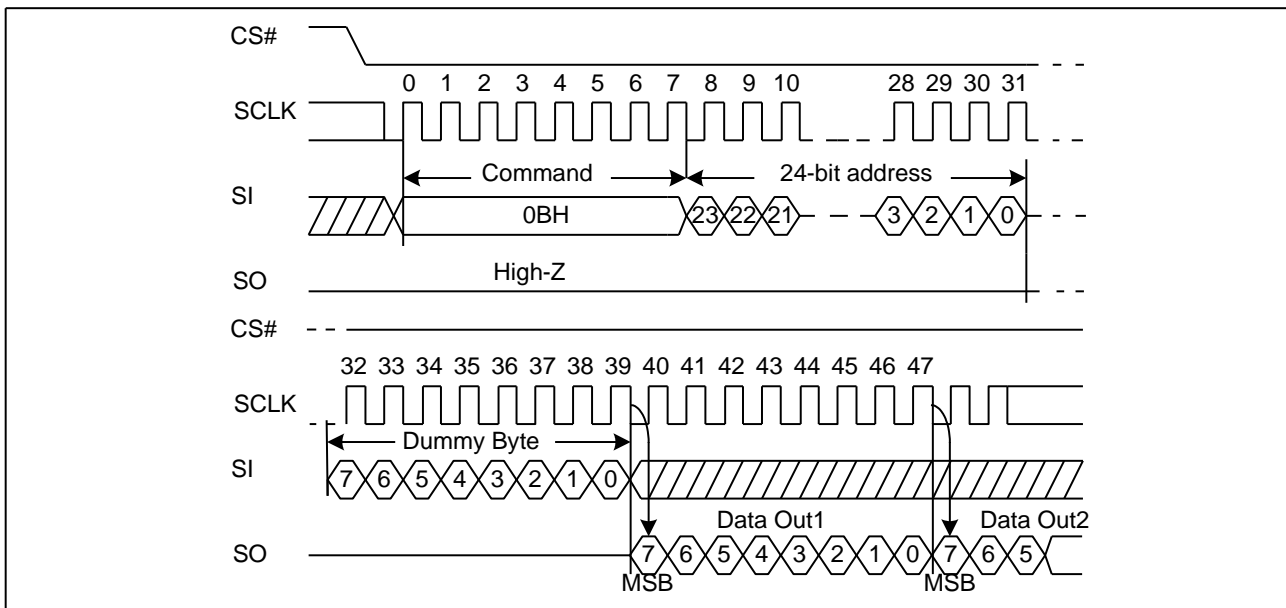 CS#
0 1 2 3 4 5 6 7 8 9 10 28 29 30 31
SCLK
Command 24-bit address
SI
0BH 23 22 21 3 2 1 0
High-Z
SO
CS#
32 33 34 35 36 37 38 39 40 41 42 43 44 45 46 47
SCLK
Dummy Byte
SI
7 6 5 4 3 2 1 0
Data Out1 Data Out2
SO
7 6 5 4 3 2 1 0 7 6 5
MSB MSB